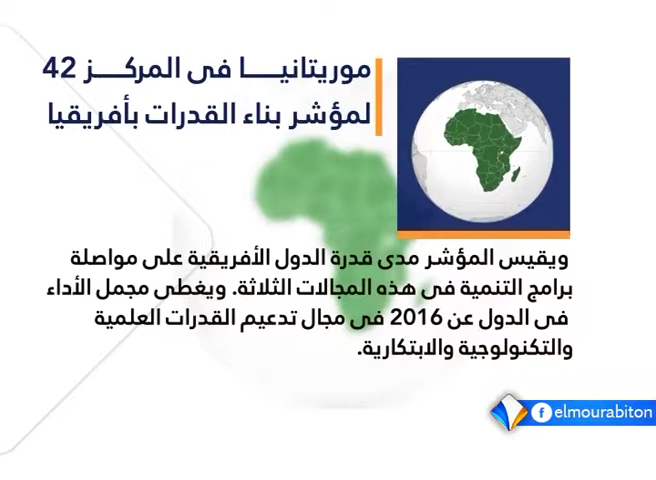 موريتانيـــا فى المركـــز 42
لمؤشر بناء القدرات بأفريقيا
ويقيس المؤشر مدى قدرة الدول الأفريقية على مواصلة
برامج التنمية فى هذه المجالات الثلاثة. ويغطى مجمل الأداء
فى الدول عن 2016 فى مجال تدعيم القدرات العلمية
والتكنولوجية والابتكارية.
elmourabiton